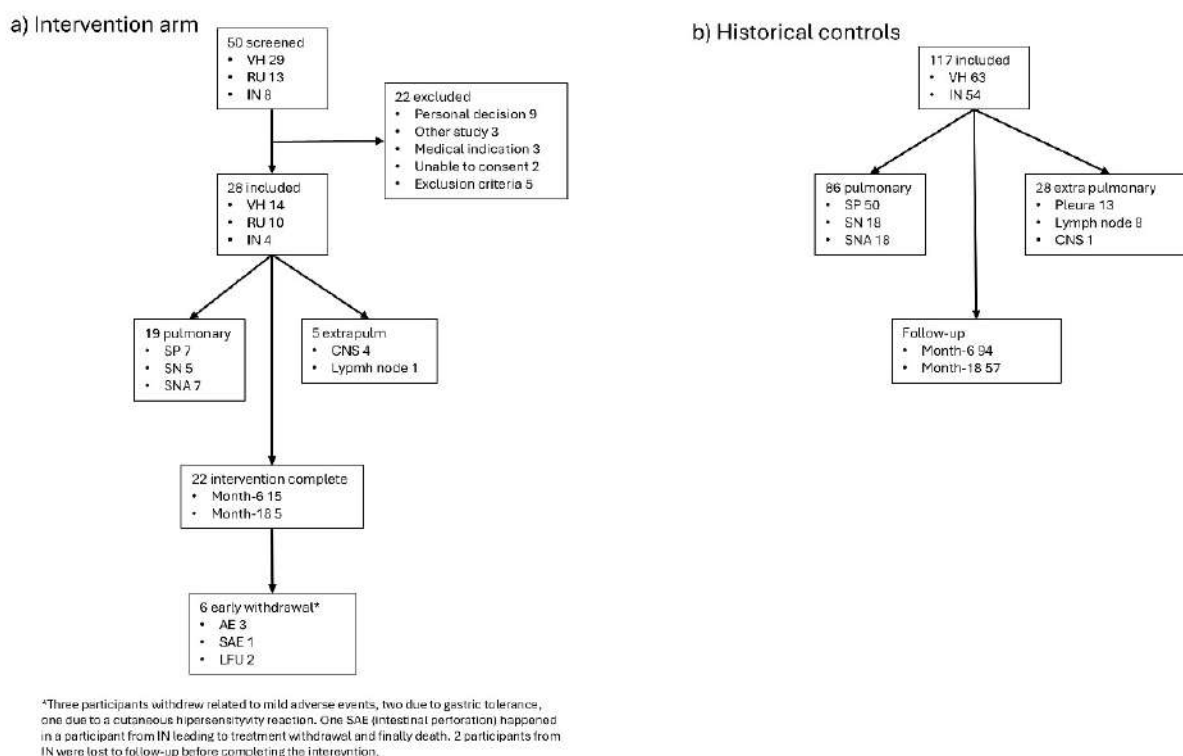 a) Intervention arm
50 screened
• VH 29
• RU 13
• IN 8
22 excluded
• Personal decision 9
• Other study 3
• Medical indication 3
• Unable to consent 2
• Exclusion criteria 5
28 included
• VH 14
• RU 10
• IN 4
19 pulmonary
• SP 7
• SN 5
• SNA 7
5 extrapulm
• CNS 4
• Lypmh node 1
22 intervention complete
• Month-6 15
• Month-18 5
6 early withdrawal*
• AE 3
• SAE 1
• LFU 2
*Three participants withdrew related to mild adverse events, two due to gastric tolerance,
one due to a cutaneous hipersensityvity reaction. One SAE (intestinal perforation) happened
in a participant from IN leading to treatment withdrawal and finally death. 2 participants from
IN were lost to follow-up before completing the interevntion.
b) Historical controls
117 included
• VH 63
• IN 54
86 pulmonary
• SP 50
• SN 18
• SNA 18
28 extra pulmonary
• Pleura 13
• Lymph node 8
• CNS 1
Follow-up
• Month-6 94
• Month-18 57